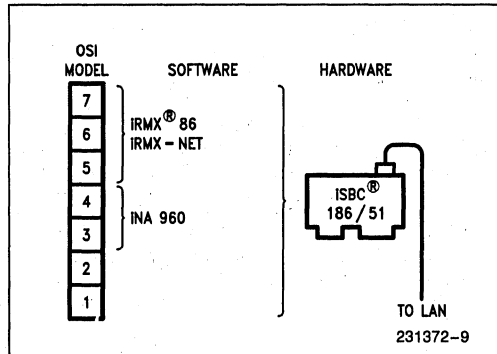 OSI
MODEL
SOFTWARE
HARDWARE
7
6
5
4
3
2
1
iRMX® 86
iRMX-NET
iNA 960
iSBC®
186/51
TO LAN
231372-9